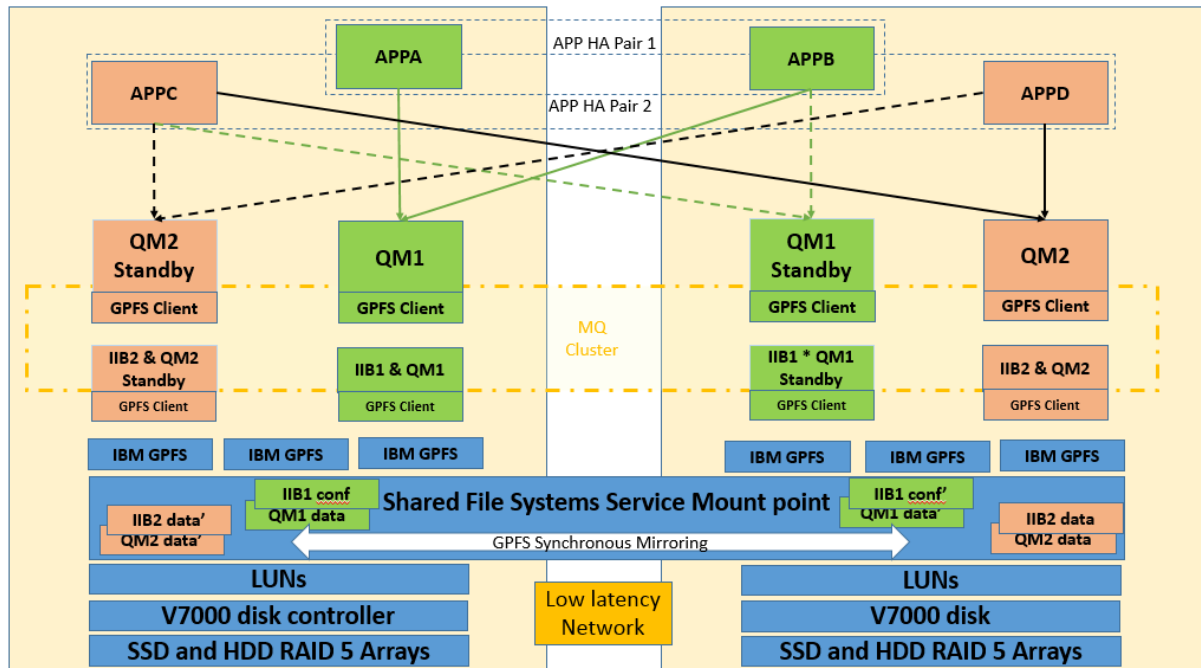 APP HA Pair 1
APPA
APPB
APPC
APP HA Pair 2
APPD
QM2
Standby
QM1
QM1
Standby
QM2
GPFS Client
GPFS Client
GPFS Client
GPFS Client
MQ
Cluster
IIB2 & QM2
Standby
IIB1 & QM1
IIB1 * QM1
Standby
IIB2 & QM2
GPFS Client
GPFS Client
GPFS Client
GPFS Client
IBM GPFS
IBM GPFS
IBM GPFS
IBM GPFS
IBM GPFS
IBM GPFS
IIB1 conf
QM1 data
Shared File Systems Service Mount point
IIB1 conf’
QM1 data’
IIB2 data’
QM2 data’
IIB2 data
QM2 data
GPFS Synchronous Mirroring
LUNs
LUNs
V7000 disk controller
Low latency
Network
V7000 disk
SSD and HDD RAID 5 Arrays
SSD and HDD RAID 5 Arrays